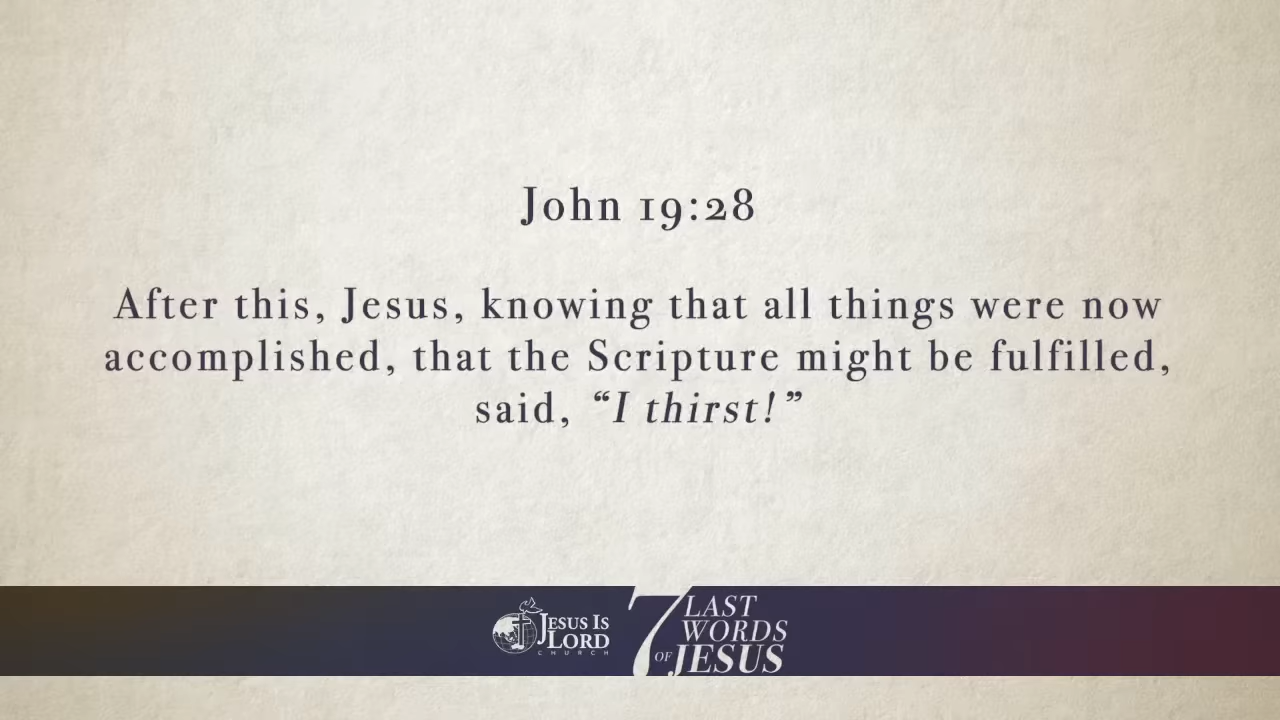 John 19:28
After this, Jesus, knowing that all things were now
accomplished, that the Scripture might be fulfilled,
said, “I thirst!”
JESUS IS
LORD
CHURCH
7 LAST
WORDS
OF JESUS